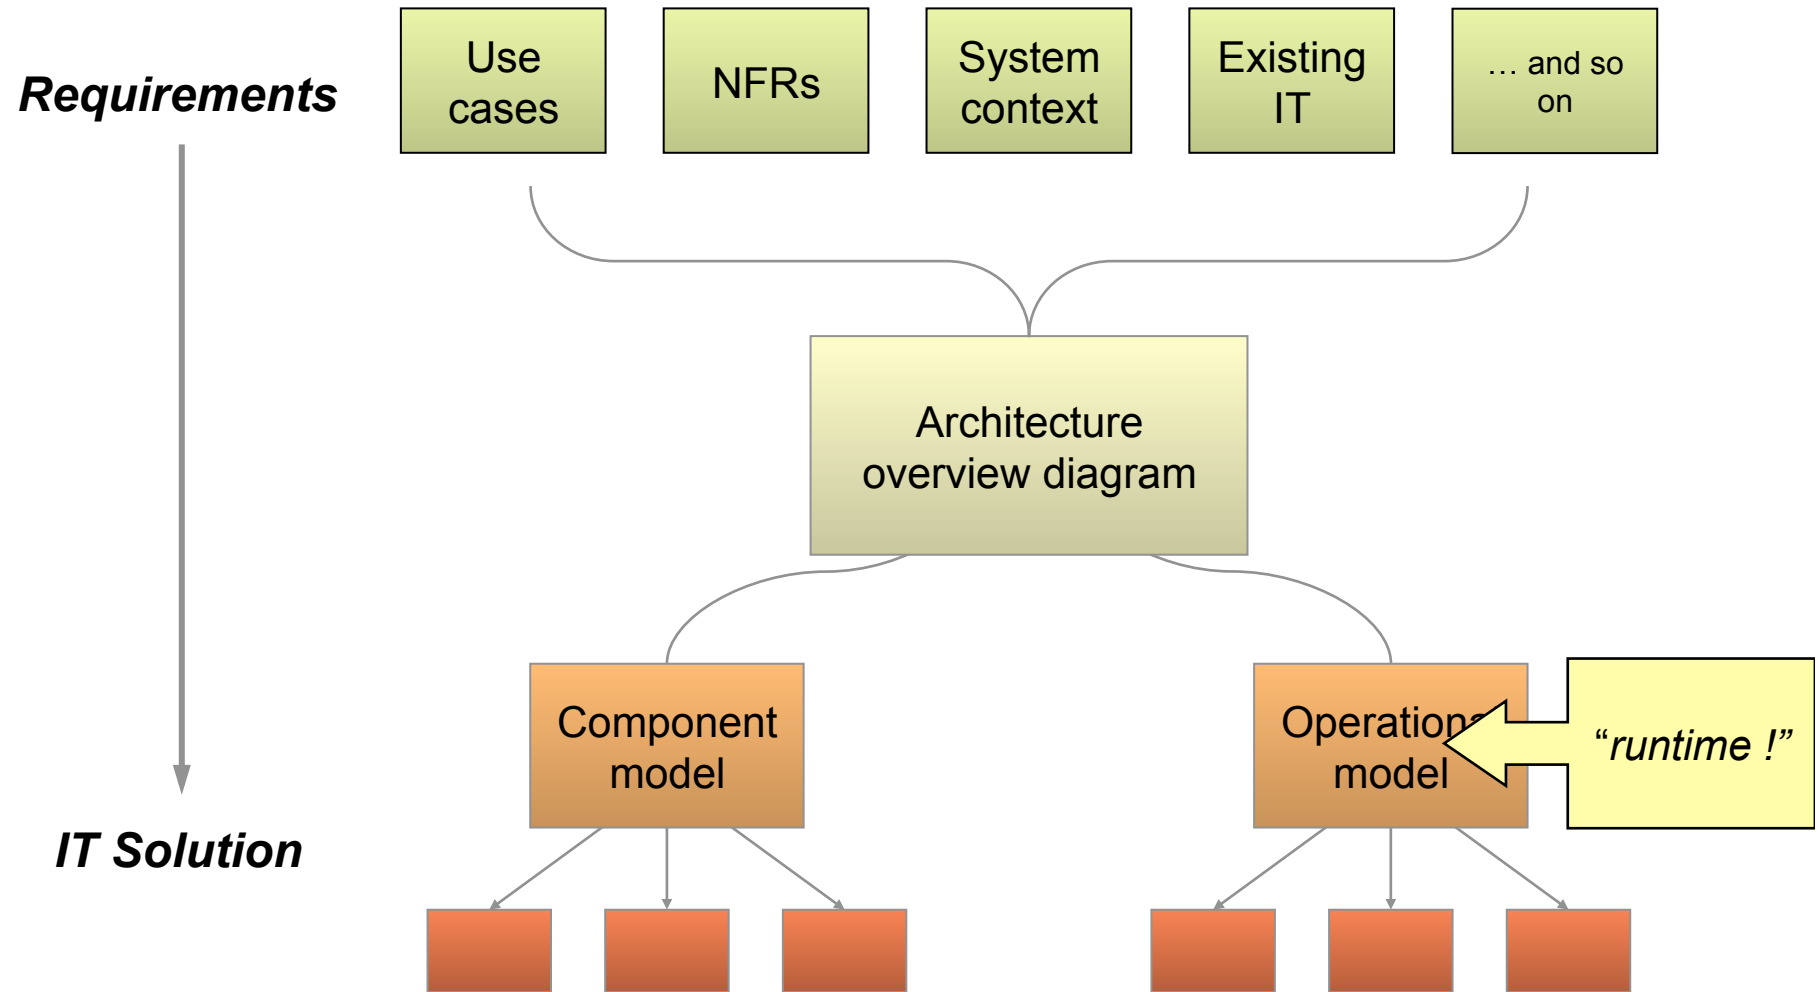 Use
cases
NFRs
System
context
Existing
IT
… and so
on
Requirements
Architecture
overview diagram
Component
model
Operationa
model
“runtime !”
IT Solution